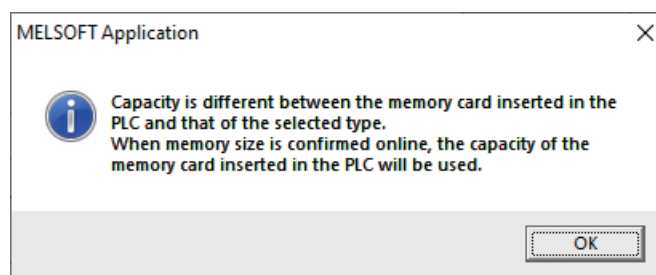 MELSOFT Application
Capacity is different between the memory card inserted in the
PLC and that of the selected type.
When memory size is confirmed online, the capacity of the
memory card inserted in the PLC will be used.
OK